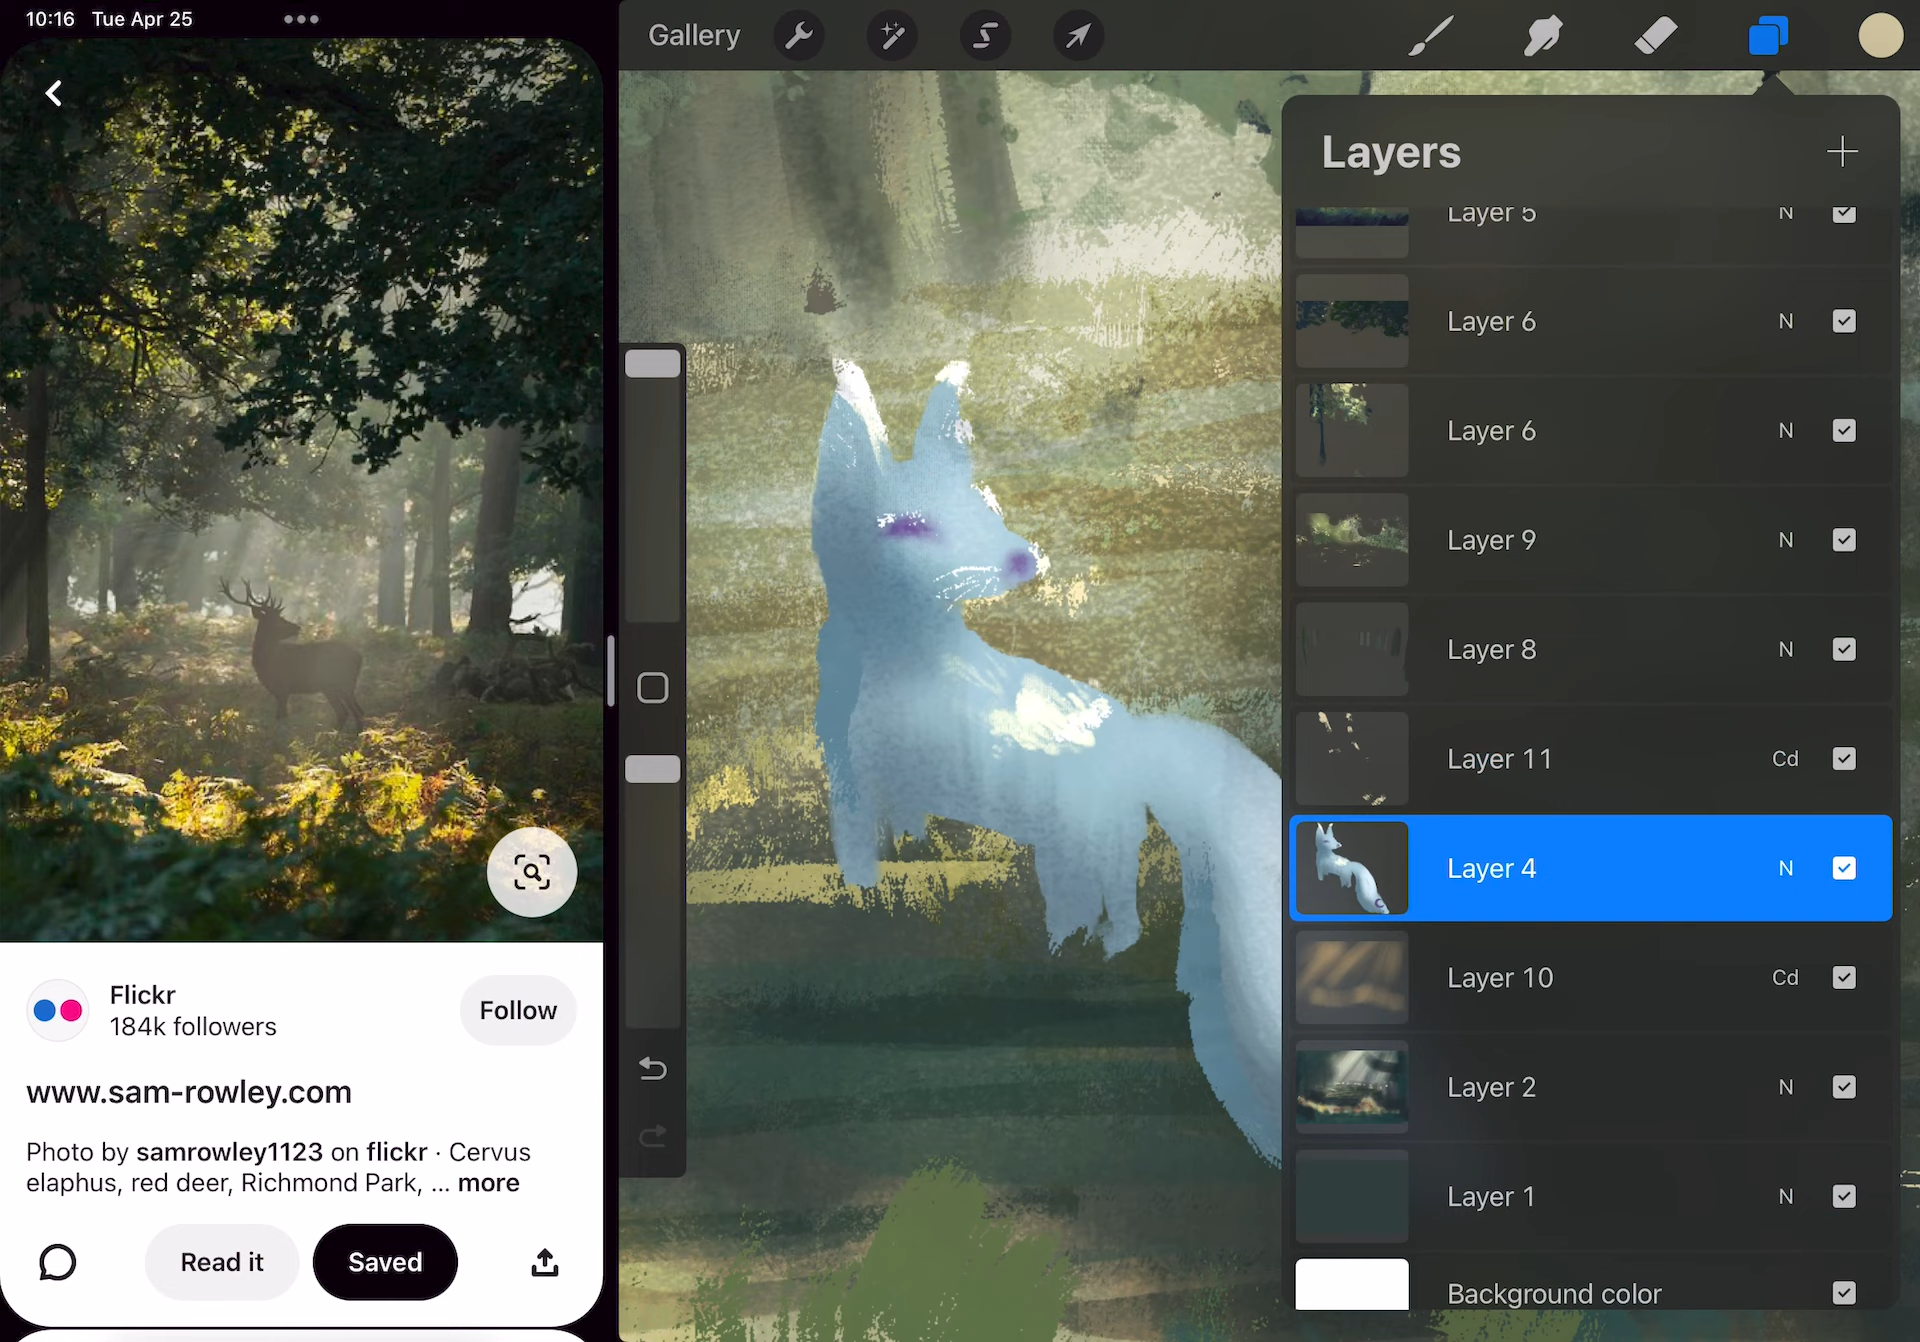 10:16 Tue Apr 25
Flickr
184k followers
Follow
www.sam-rowley.com
Photo by samrowley1123 on flickr · Cervus
elaphus, red deer, Richmond Park, ... more
Read it
Saved
Gallery
Layers
Layer 5 N
Layer 6 N
Layer 6 N
Layer 9 N
Layer 8 N
Layer 11 Cd
Layer 4 N
Layer 10 Cd
Layer 2 N
Layer 1 N
Background color